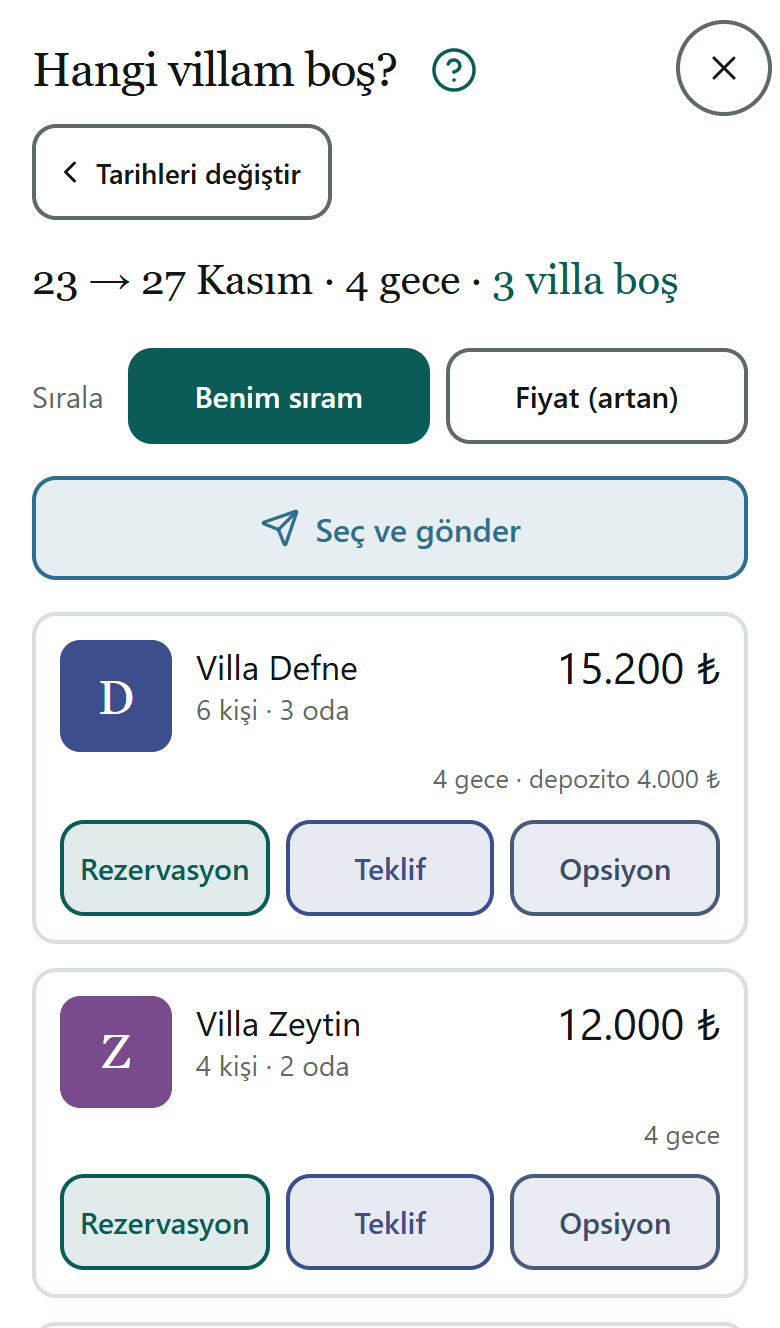 Hangi villam boş? ?
Tarihleri değiştir
23 → 27 Kasım · 4 gece · 3 villa boş
Sırala Benim sıram Fiyat (artan)
Seç ve gönder
D Villa Defne 15.200 ₺
6 kişi · 3 oda
4 gece · depozito 4.000 ₺
Rezervasyon Teklif Opsiyon
Z Villa Zeytin 12.000 ₺
4 kişi · 2 oda
4 gece
Rezervasyon Teklif Opsiyon